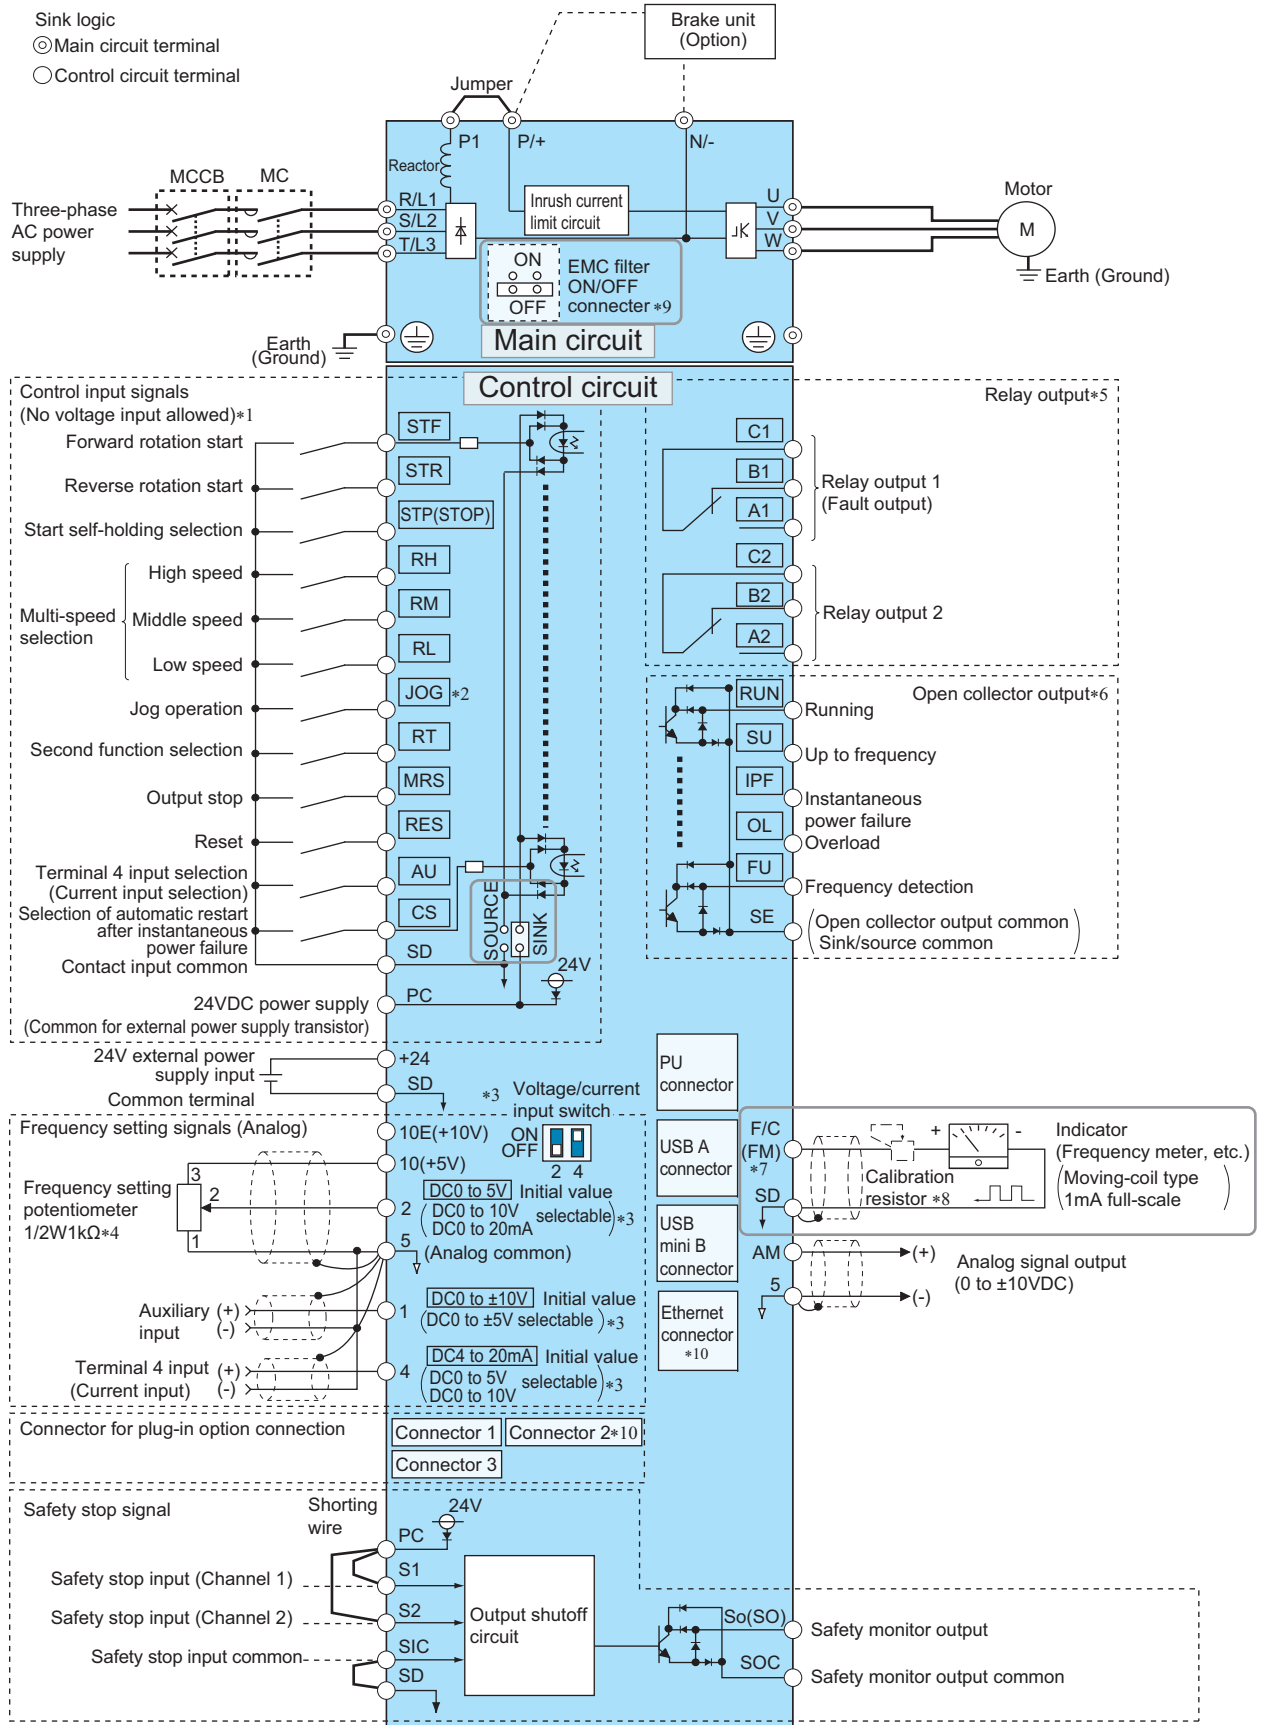 Sink logic
Main circuit terminal
Control circuit terminal
Brake unit
(Option)
Jumper
P1
P/+
N/-
Reactor
MCCB
MC
Three-phase
AC power
supply
R/L1
S/L2
T/L3
Inrush current
limit circuit
U
V
W
Motor
M
Earth (Ground)
ON
OFF
EMC filter
ON/OFF
connecter *9
Earth
(Ground)
Main circuit
Control circuit
Control input signals
(No voltage input allowed)*1
Forward rotation start
STF
Reverse rotation start
STR
Start self-holding selection
STP(STOP)
Multi-speed
selection
High speed
RH
Middle speed
RM
Low speed
RL
Jog operation
JOG *2
Second function selection
RT
Output stop
MRS
Reset
RES
Terminal 4 input selection
(Current input selection)
AU
Selection of automatic restart
after instantaneous
power failure
CS
Contact input common
SD
SOURCE
SINK
24V
24VDC power supply
(Common for external power supply transistor)
PC
Relay output*5
C1
B1
A1
Relay output 1
(Fault output)
C2
B2
A2
Relay output 2
Open collector output*6
RUN
Running
SU
Up to frequency
IPF
Instantaneous
power failure
OL
Overload
FU
Frequency detection
SE
(Open collector output common
Sink/source common)
24V external power
supply input
+24
Common terminal
SD
*3 Voltage/current
input switch
ON
OFF
2 4
Frequency setting signals (Analog)
10E(+10V)
10(+5V)
Frequency setting
potentiometer
1/2W1kΩ*4
3
2
1
2
DC0 to 5V Initial value
(DC0 to 10V
DC0 to 20mA selectable)*3
5
(Analog common)
Auxiliary
input
(+)
(-)
1
DC0 to ±10V Initial value
(DC0 to ±5V selectable)*3
Terminal 4 input
(Current input)
(+)
(-)
4
DC4 to 20mA Initial value
(DC0 to 5V
DC0 to 10V selectable)*3
PU
connector
USB A
connector
USB
mini B
connector
Ethernet
connector
*10
F/C
(FM)
*7
SD
+
-
Calibration
resistor *8
Indicator
(Frequency meter, etc.)
(Moving-coil type
1mA full-scale)
AM
(+)
5
(-)
Analog signal output
(0 to ±10VDC)
Connector for plug-in option connection
Connector 1
Connector 2*10
Connector 3
Safety stop signal
Shorting
wire
24V
PC
Safety stop input (Channel 1)
S1
Safety stop input (Channel 2)
S2
Safety stop input common
SIC
SD
Output shutoff
circuit
So(SO)
Safety monitor output
SOC
Safety monitor output common